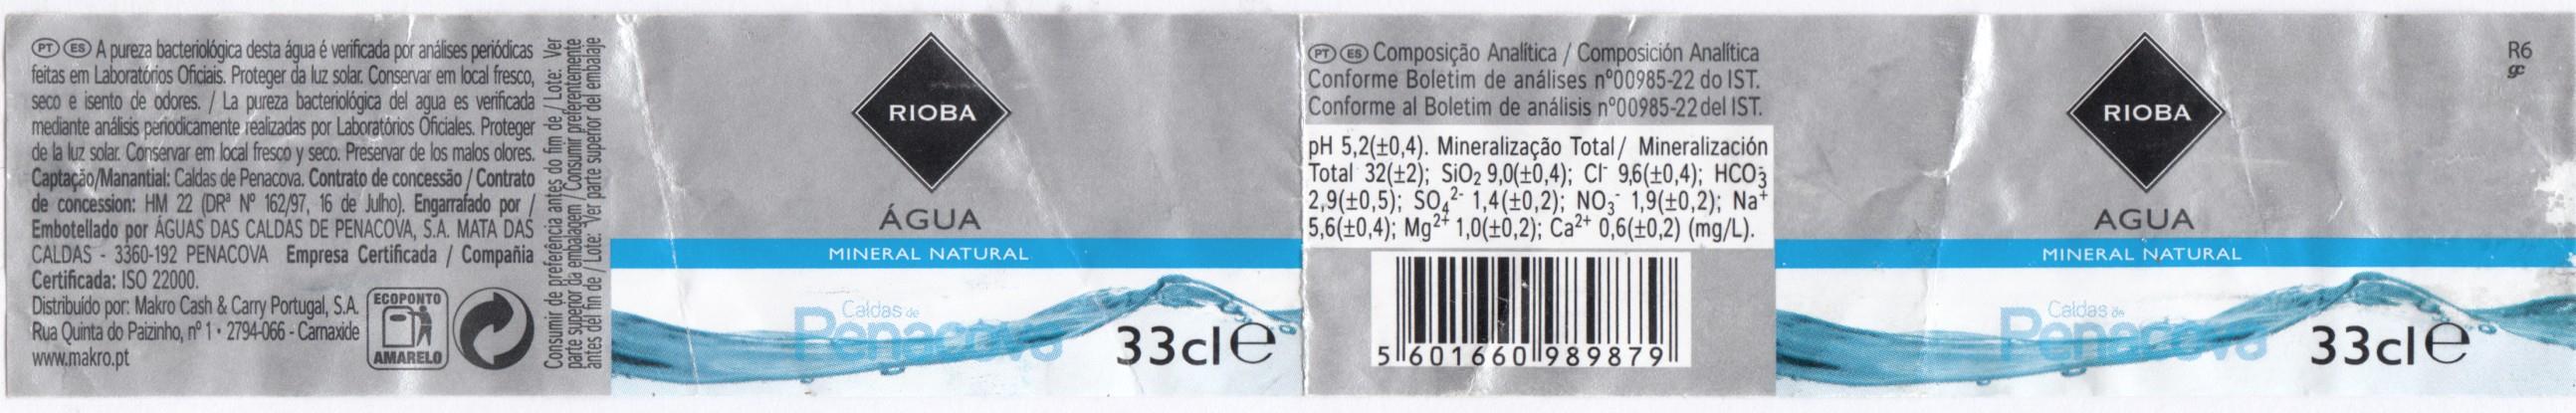 PT ES A pureza bacteriológica desta água é verificada por análises periódicas
feitas em Laboratórios Oficiais. Proteger da luz solar. Conservar em local fresco,
seco e isento de odores. / La pureza bacteriológica del agua es verificada
mediante análisis periodicamente realizadas por Laboratórios Oficiales. Proteger
de la luz solar. Conservar em local fresco y seco. Preservar de los malos olores.
Captação/Manantial: Caldas de Penacova. Contrato de concessão / Contrato
de concession: HM 22 (DRª Nº 162/97, 16 de Julho). Engarrafado por /
Embotellado por ÁGUAS DAS CALDAS DE PENACOVA, S.A. MATA DAS
CALDAS - 3360-192 PENACOVA Empresa Certificada / Compañia
Certificada: ISO 22000.
Distribuído por: Makro Cash & Carry Portugal, S.A.
Rua Quinta do Paizinho, nº 1 • 2794-066 - Carnaxide
www.makro.pt
ECOPONTO
AMARELO
Consumir de preferência antes do fim de / Lote: Ver
parte superior da embalagem / Consumir preferentemente
antes del fin de / Lote: Ver parte superior del embalaje
RIOBA
ÁGUA
MINERAL NATURAL
Caldas de
Penacova
33cl e
PT ES Composição Analítica / Composición Analítica
Conforme Boletim de análises nº00985-22 do IST.
Conforme al Boletim de análisis nº00985-22 del IST.
pH 5,2(±0,4). Mineralização Total/ Mineralización
Total 32(±2); SiO₂ 9,0(±0,4); Cl⁻ 9,6(±0,4); HCO₃⁻
2,9(±0,5); SO₄²⁻ 1,4(±0,2); NO₃⁻ 1,9(±0,2); Na⁺
5,6(±0,4); Mg²⁺ 1,0(±0,2); Ca²⁺ 0,6(±0,2) (mg/L).
5 601660 989879
RIOBA
AGUA
MINERAL NATURAL
Caldas de
Penacova
33cl e
R6
gc